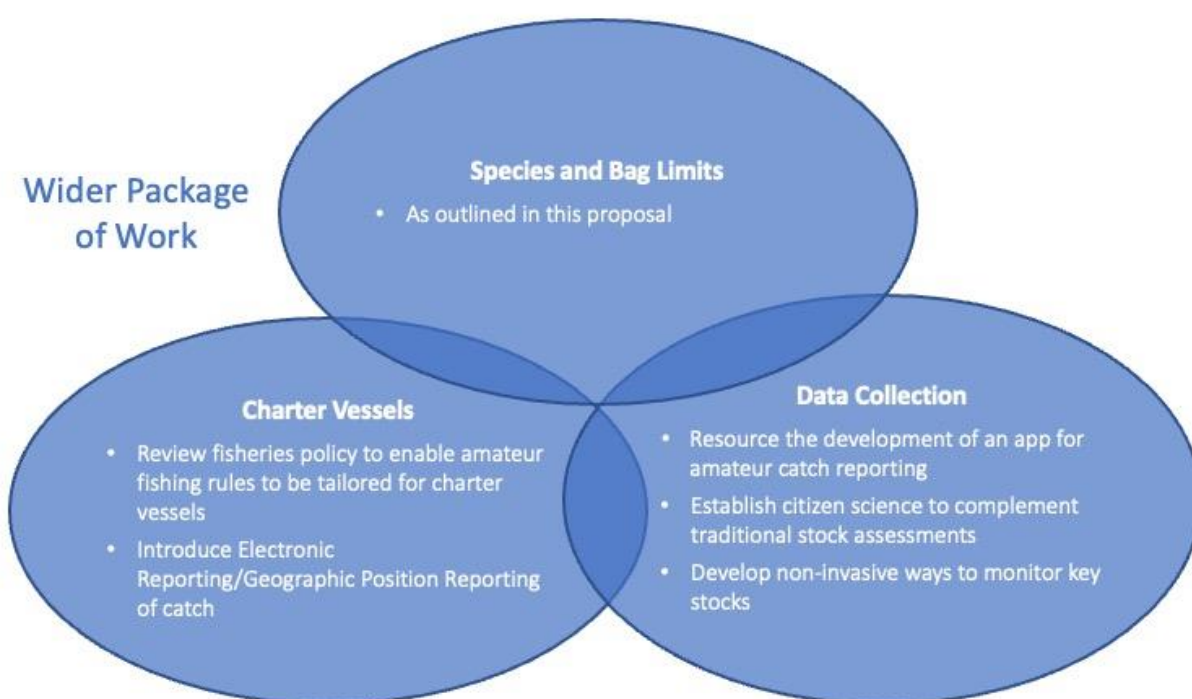 Wider Package
of Work
Species and Bag Limits
• As outlined in this proposal
Charter Vessels
• Review fisheries policy to enable amateur
fishing rules to be tailored for charter
vessels
• Introduce Electronic
Reporting/Geographic Position Reporting
of catch
Data Collection
• Resource the development of an app for
amateur catch reporting
• Establish citizen science to complement
traditional stock assessments
• Develop non-invasive ways to monitor key
stocks